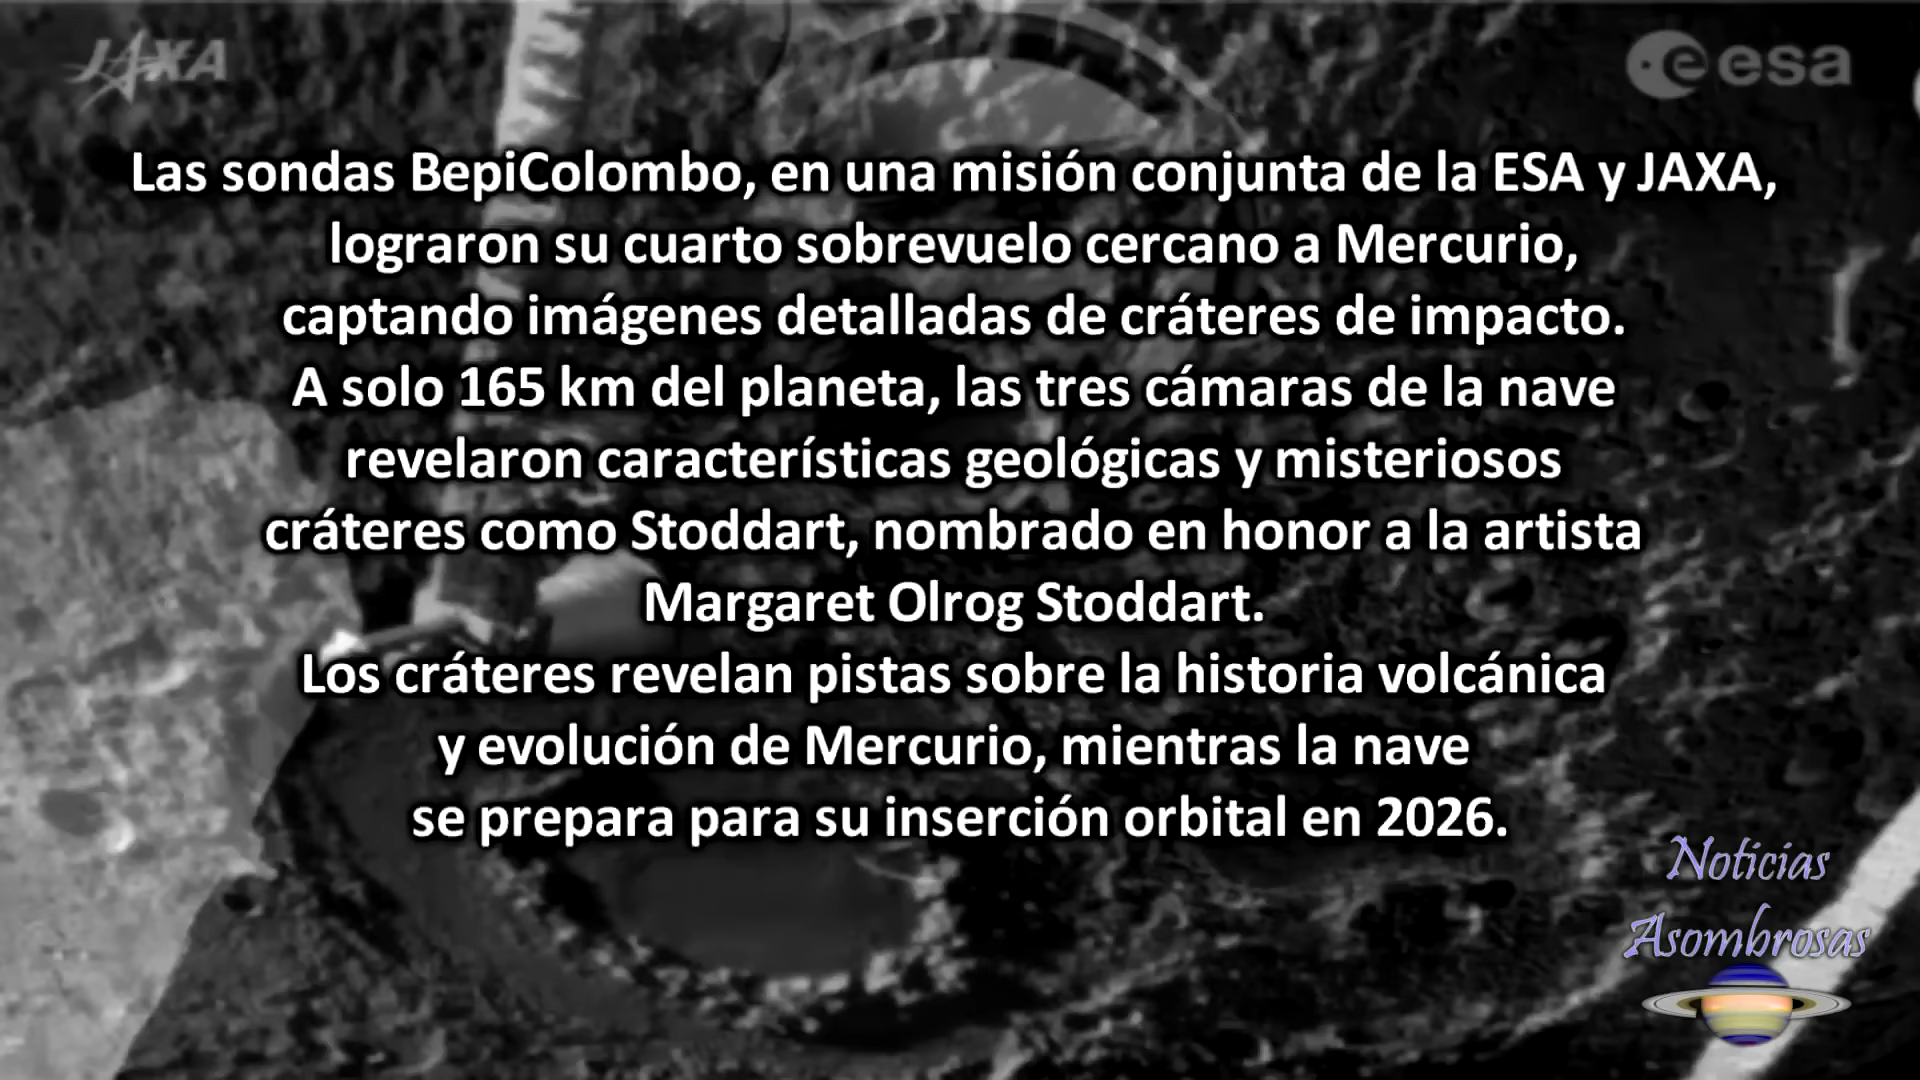 JAXA
esa
Las sondas BepiColombo, en una misión conjunta de la ESA y JAXA,
lograron su cuarto sobrevuelo cercano a Mercurio,
captando imágenes detalladas de cráteres de impacto.
A solo 165 km del planeta, las tres cámaras de la nave
revelaron características geológicas y misteriosos
cráteres como Stoddart, nombrado en honor a la artista
Margaret Olrog Stoddart.
Los cráteres revelan pistas sobre la historia volcánica
y evolución de Mercurio, mientras la nave
se prepara para su inserción orbital en 2026.
Noticias
Asombrosas